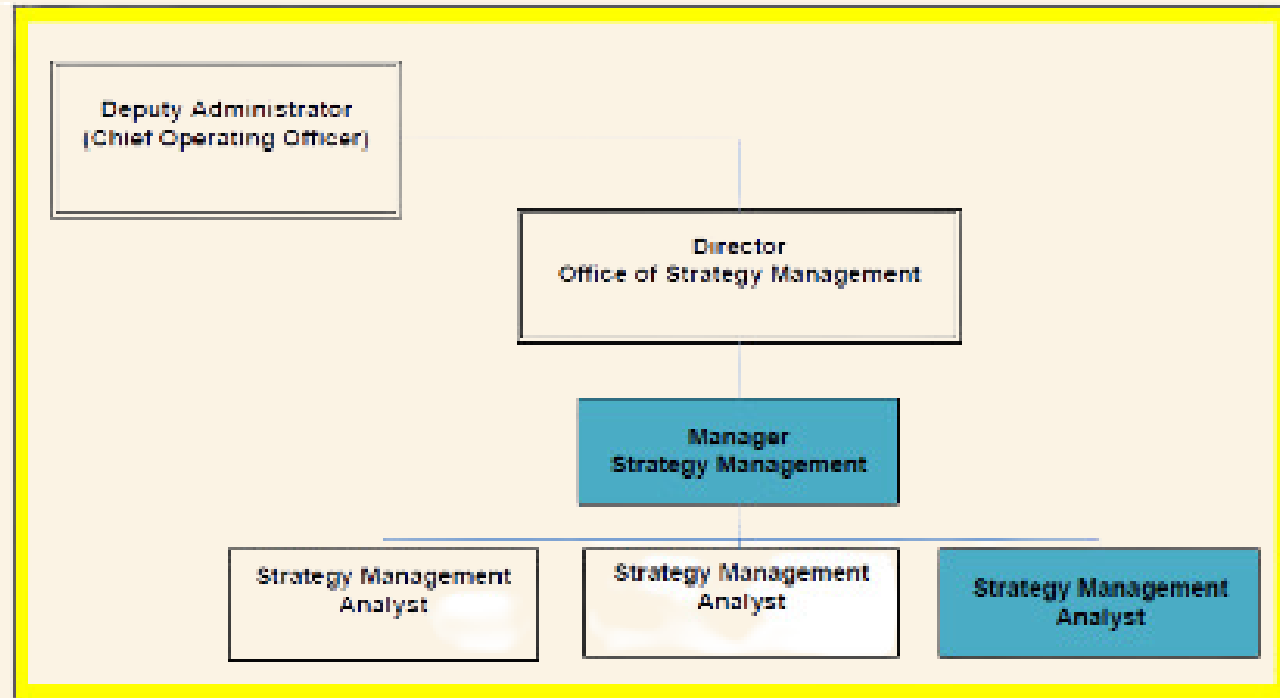 Deputy Administrator
(Chief Operating Officer)
Director
Office of Strategy Management
Manager
Strategy Management
Strategy Management
Analyst
Strategy Management
Analyst
Strategy Management
Analyst